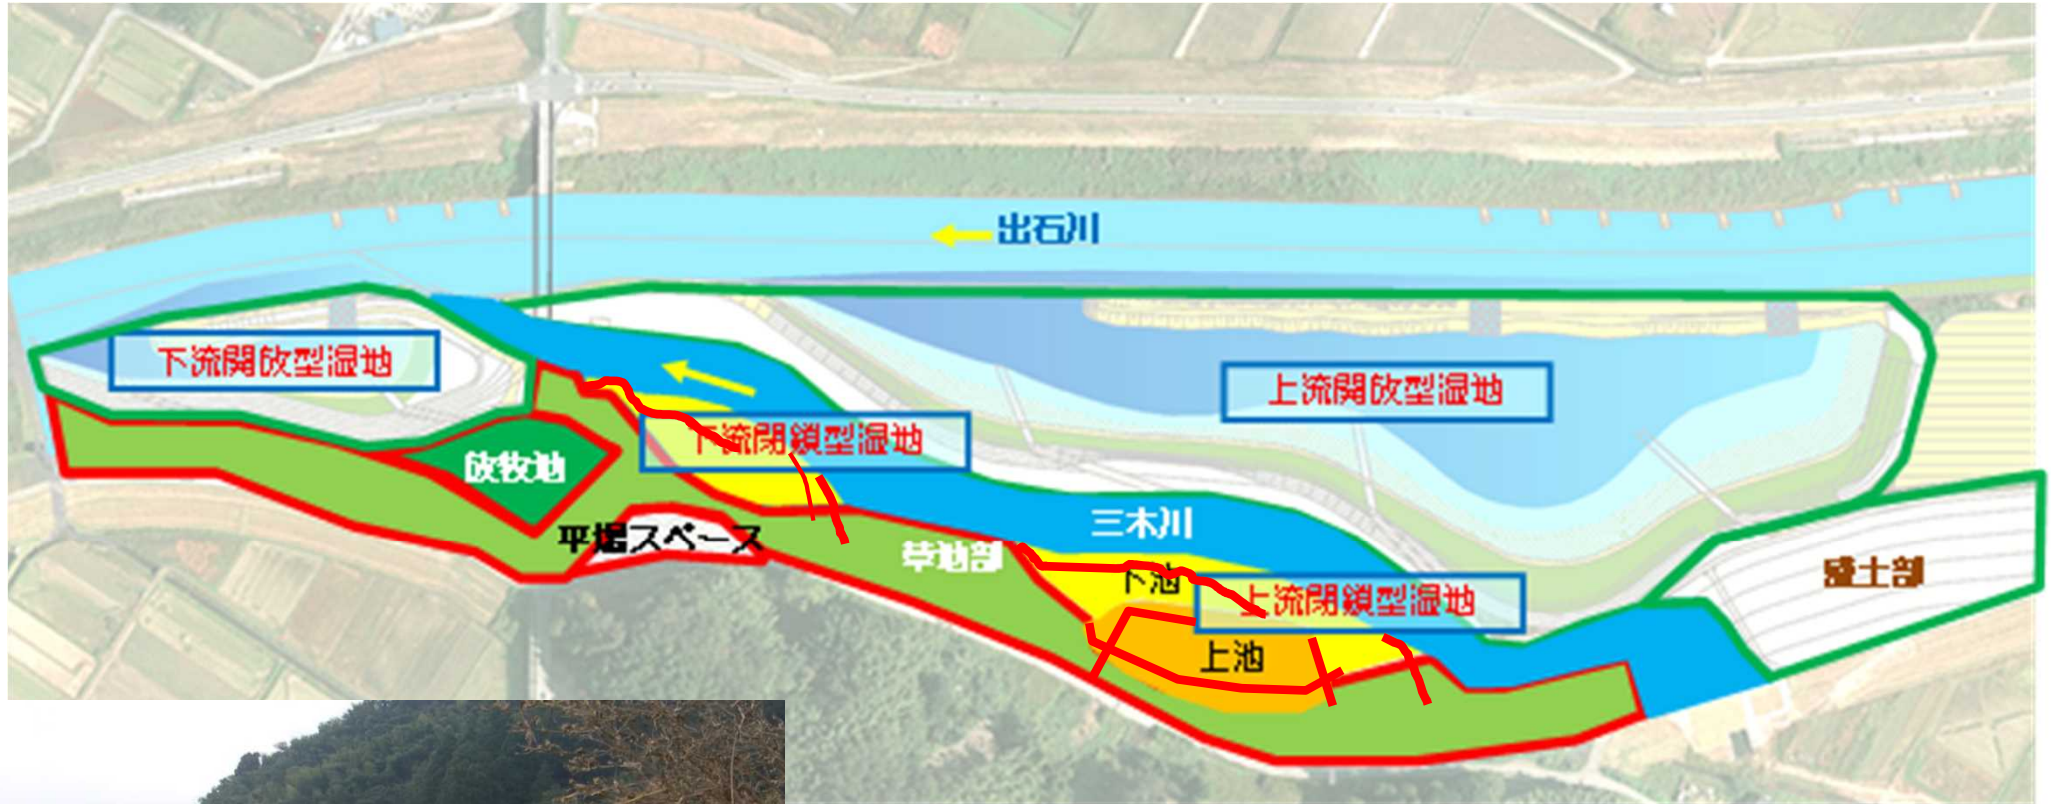 出石川
下流開放型湿地
上流開放型湿地
下流閉鎖型湿地
放牧地
三木川
平場スペース
草地部
下池
盛土部
上流閉鎖型湿地
上池